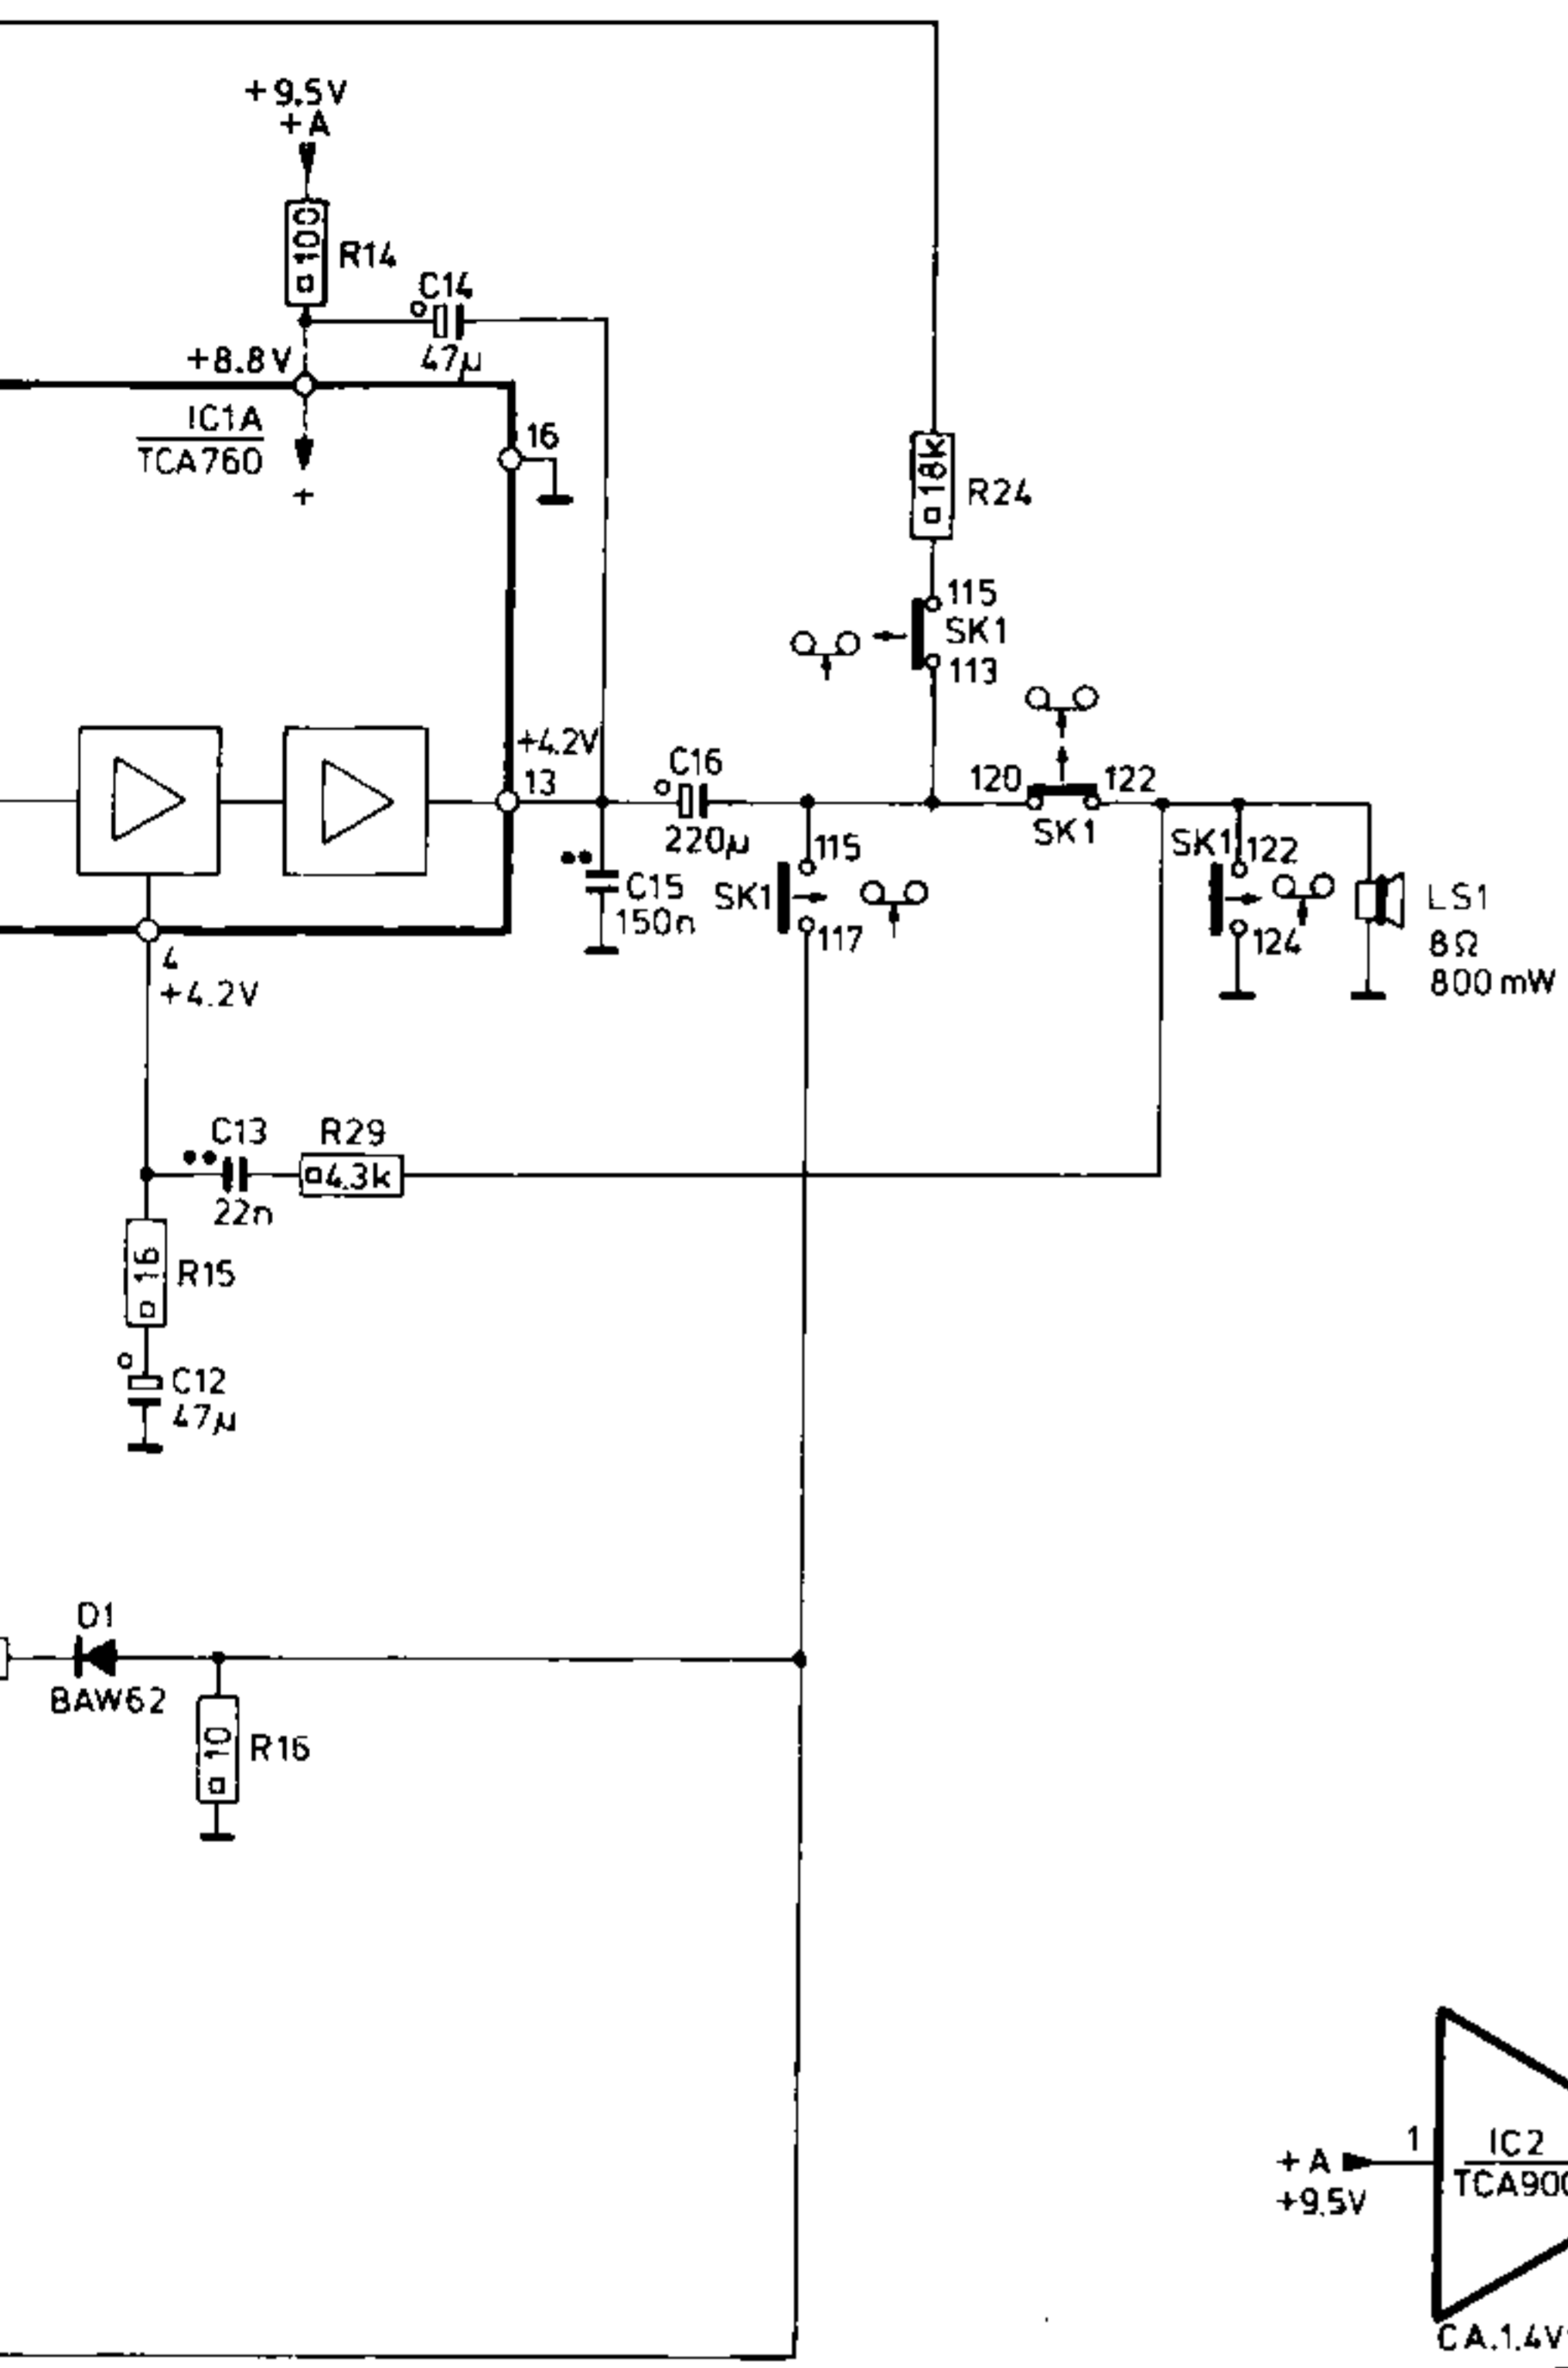 +9.5V
+A
100
R14
C14
47µ
+8.8V
IC1A
TCA760
+
16
18k
R24
115
SK1
113
+4.2V
13
C16
220µ
120
122
SK1
115
SK1
117
SK1
122
124
LS1
8Ω
800 mW
C15
150n
4
+4.2V
C13
22n
R29
4.3k
16
R15
C12
47µ
D1
BAW62
10
R16
+A
+9.5V
1
IC2
TCA900
CA.1.4V